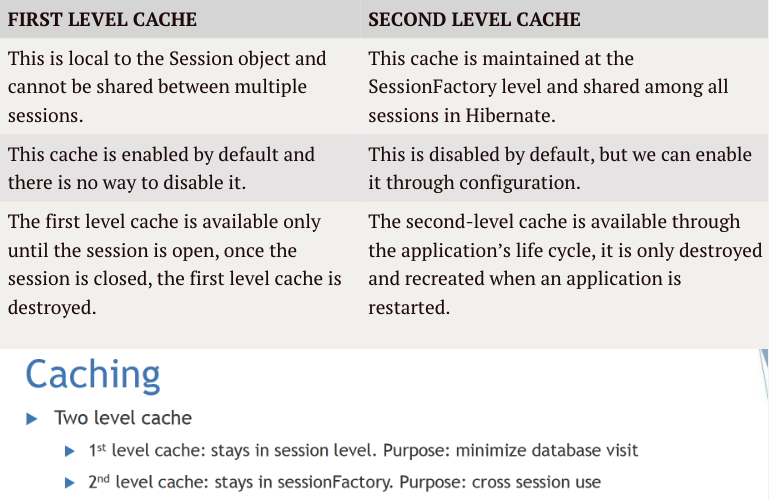 FIRST LEVEL CACHE
This is local to the Session object and
cannot be shared between multiple
sessions.
SECOND LEVEL CACHE
This cache is maintained at the
SessionFactory level and shared among all
sessions in Hibernate.
This cache is enabled by default and
there is no way to disable it.
This is disabled by default, but we can enable
it through configuration.
The first level cache is available only
until the session is open, once the
session is closed, the first level cache is
destroyed.
The second-level cache is available through
the application's life cycle, it is only destroyed
and recreated when an application is
restarted.
Caching
Two level cache
1st level cache: stays in session level. Purpose: minimize database visit
2nd level cache: stays in sessionFactory. Purpose: cross session use